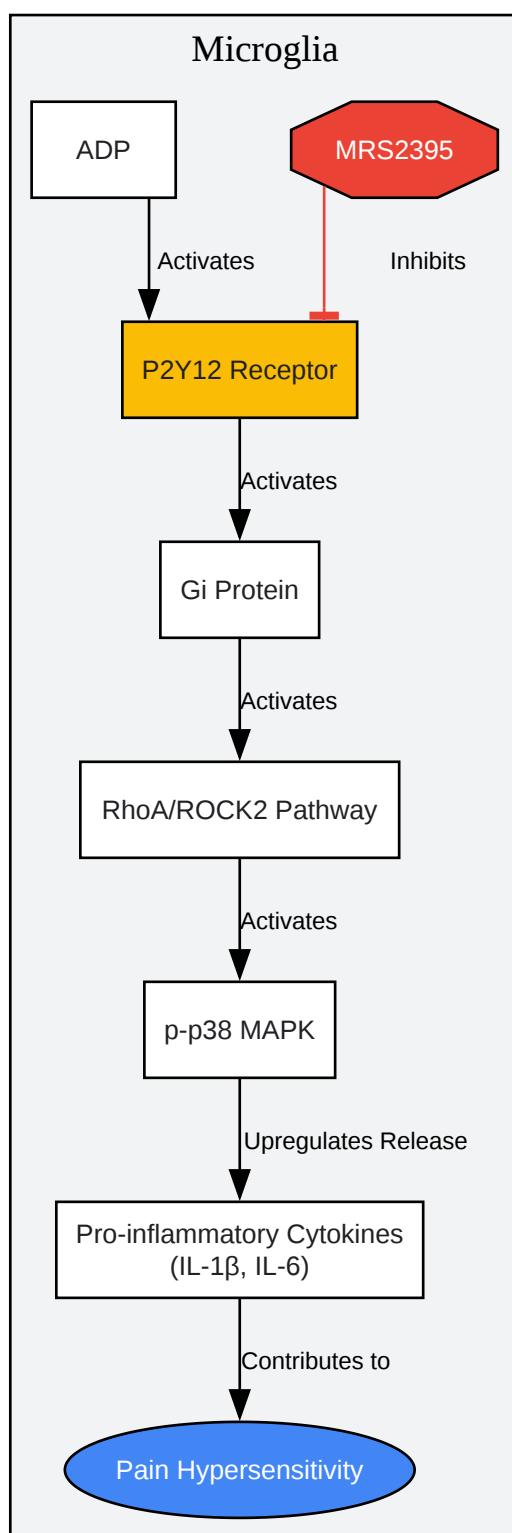 Microglia
ADP
MRS2395
Activates
Inhibits
P2Y12 Receptor
Activates
Gi Protein
Activates
RhoA/ROCK2 Pathway
Activates
p-p38 MAPK
Upregulates Release
Pro-inflammatory Cytokines
(IL-1β, IL-6)
Contributes to
Pain Hypersensitivity